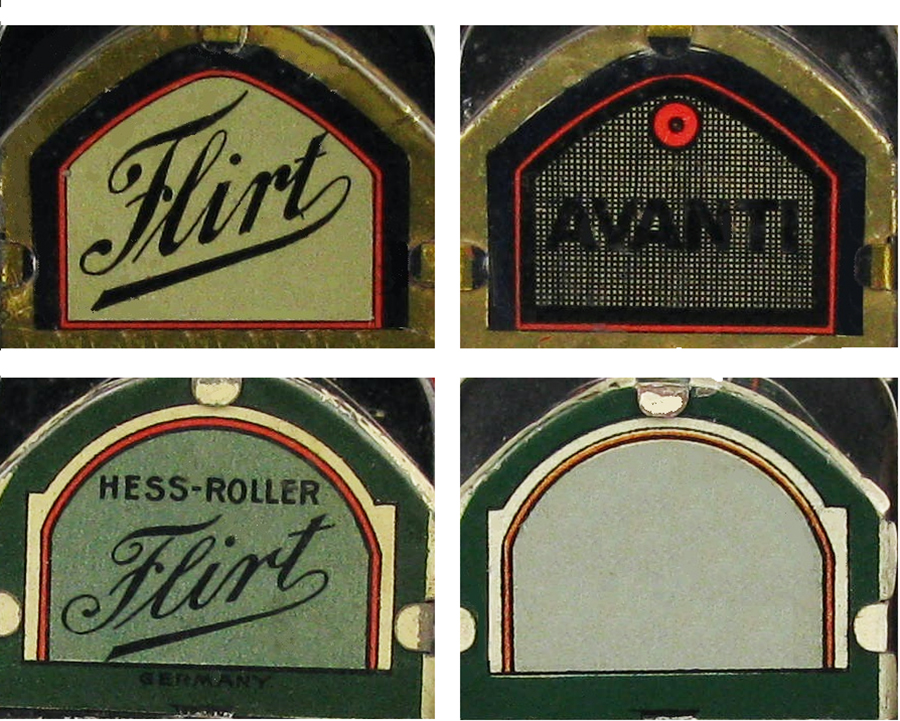 Flirt
AVANTI
HESS-ROLLER
Flirt
GERMANY